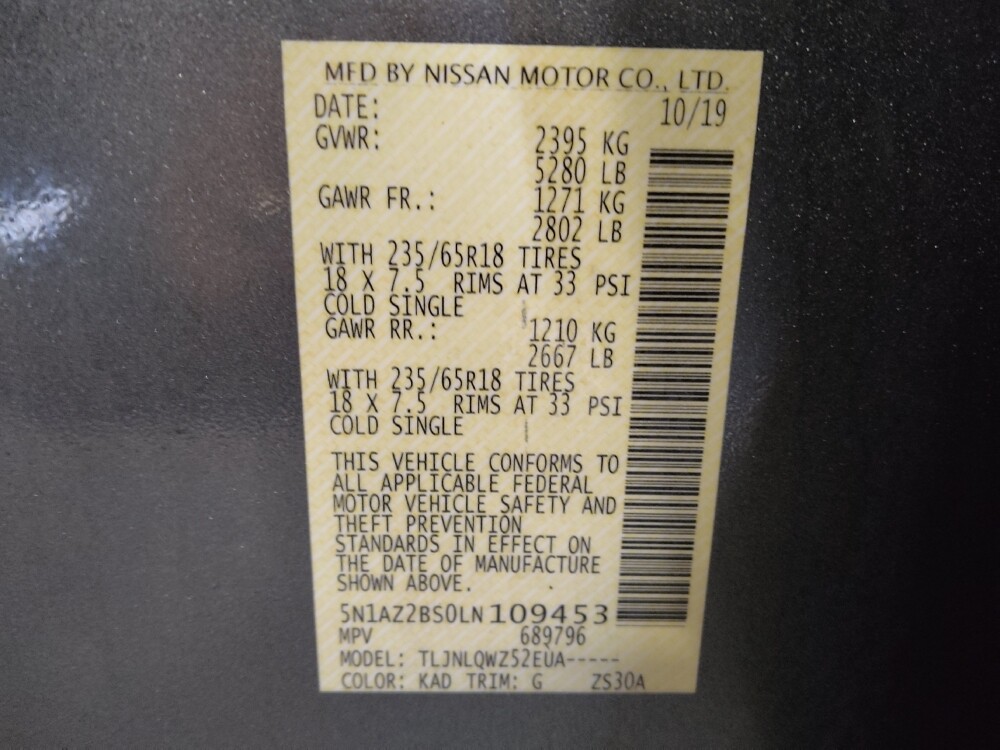 MFD BY NISSAN MOTOR CO., LTD.
DATE: 10/19
GVWR: 2395 KG
5280 LB
GAWR FR.: 1271 KG
2802 LB
WITH 235/65R18 TIRES
18 X 7.5 RIMS AT 33 PSI
COLD SINGLE
GAWR RR.: 1210 KG
2667 LB
WITH 235/65R18 TIRES
18 X 7.5 RIMS AT 33 PSI
COLD SINGLE
THIS VEHICLE CONFORMS TO
ALL APPLICABLE FEDERAL
MOTOR VEHICLE SAFETY AND
THEFT PREVENTION
STANDARDS IN EFFECT ON
THE DATE OF MANUFACTURE
SHOWN ABOVE.
5N1AZ2BS0LN109453
MPV 689796
MODEL: TLJNLQWZ52EUA-----
COLOR: KAD TRIM: G ZS30A